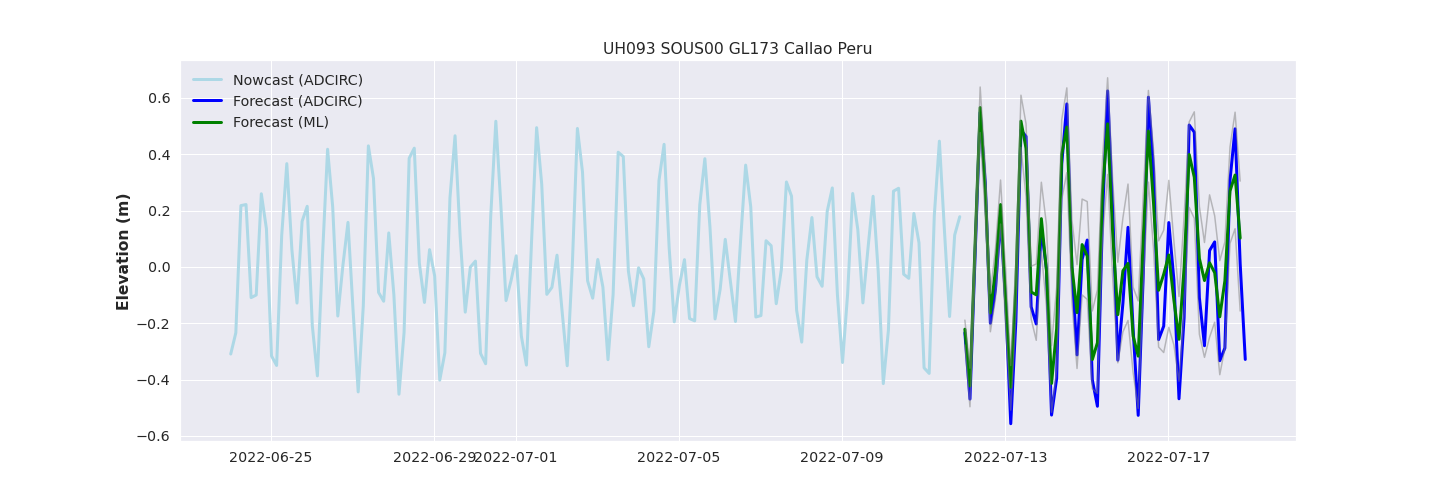 UH093 SOUS00 GL173 Callao Peru
Nowcast (ADCIRC)
Forecast (ADCIRC)
Forecast (ML)
Elevation (m)
0.6
0.4
0.2
0.0
−0.2
−0.4
−0.6
2022-06-25
2022-06-29
2022-07-01
2022-07-05
2022-07-09
2022-07-13
2022-07-17